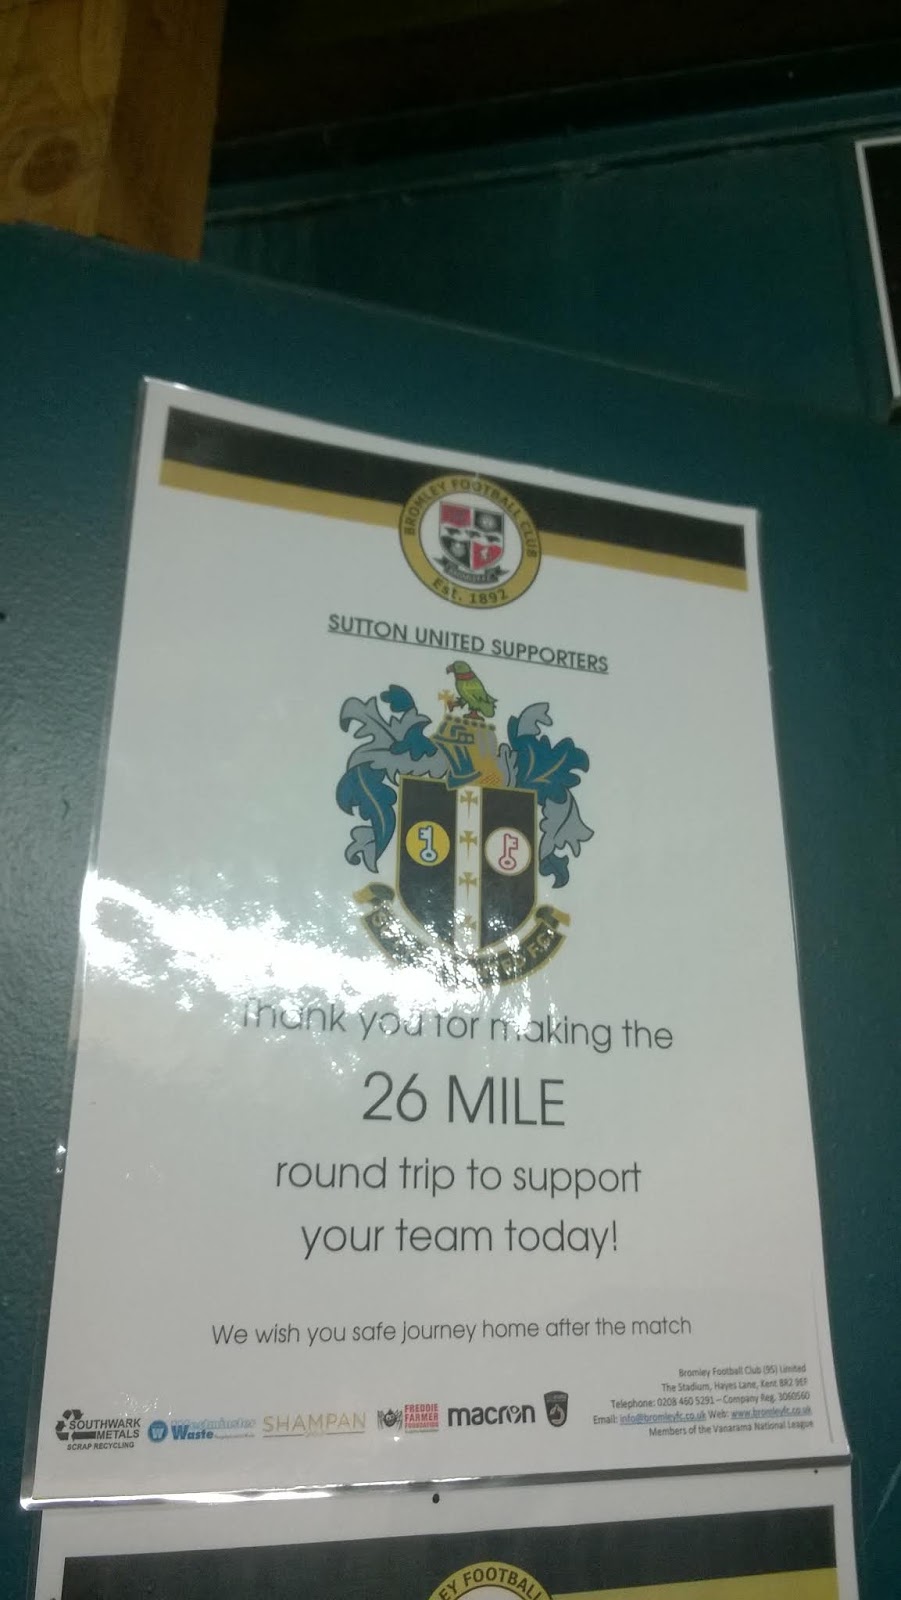 BROMLEY FOOTBALL CLUB
Est. 1892
SUTTON UNITED SUPPORTERS
Thank you for making the
26 MILE
round trip to support
your team today!
We wish you safe journey home after the match
SOUTHWARK
METALS
SCRAP RECYCLING
Westminster
Waste
SHAMPAN
FREDDIE
FARMER
FOUNDATION
macron
Bromley Football Club (95) Limited
The Stadium, Hayes Lane, Kent BR2 9EF
Telephone: 0208 460 5291 – Company Reg. 3060560
Email: info@bromleyfc.co.uk Web: www.bromleyfc.co.uk
Members of the Vanarama National League
EY FOOTBALL